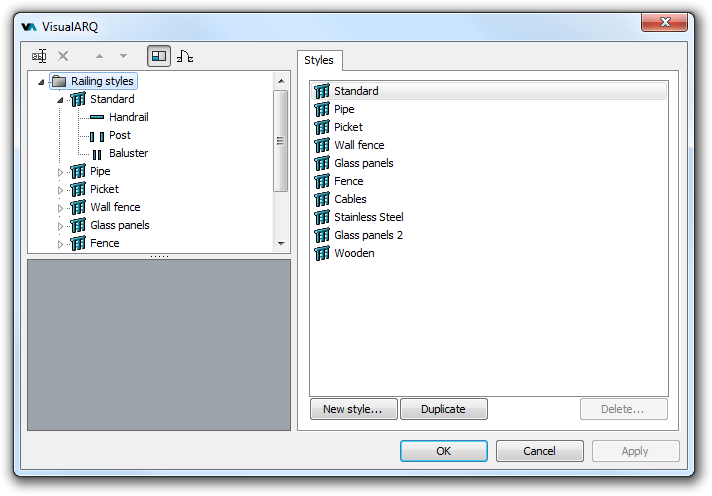 VisualARQ
Railing styles
Standard
Handrail
Post
Baluster
Pipe
Picket
Wall fence
Glass panels
Fence
Styles
Standard
Pipe
Picket
Wall fence
Glass panels
Fence
Cables
Stainless Steel
Glass panels 2
Wooden
New style...
Duplicate
Delete...
OK
Cancel
Apply